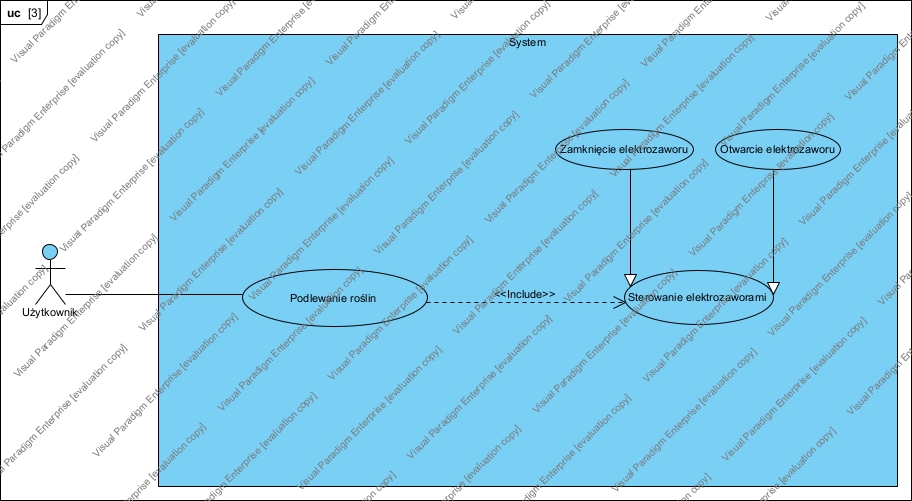 uc [3]
System
Zamknięcie elektrozaworu
Otwarcie elektrozaworu
Użytkownik
Podlewanie roślin
<<Include>>
Sterowanie elektrozaworami
Visual Paradigm Enterprise [evaluation copy]